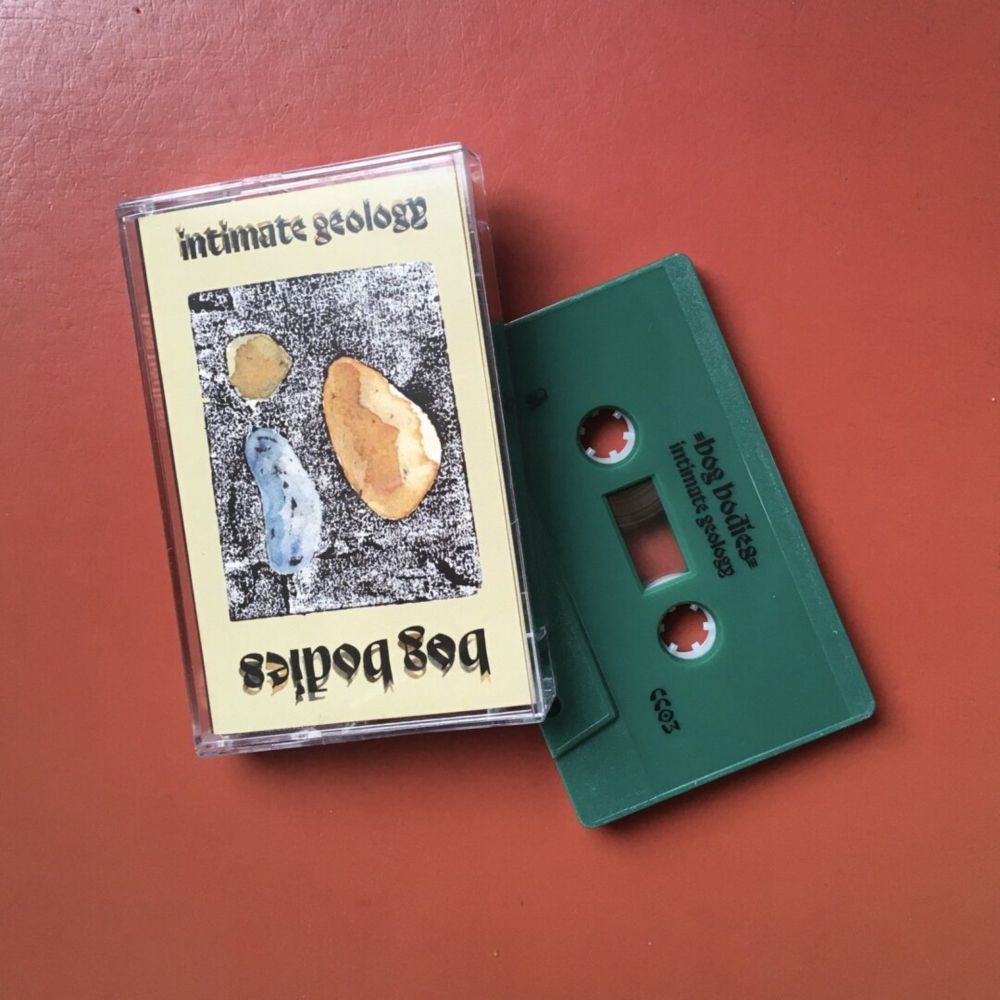 intimate geology
bog bodies
=bog bodies=
intimate geology
CC03